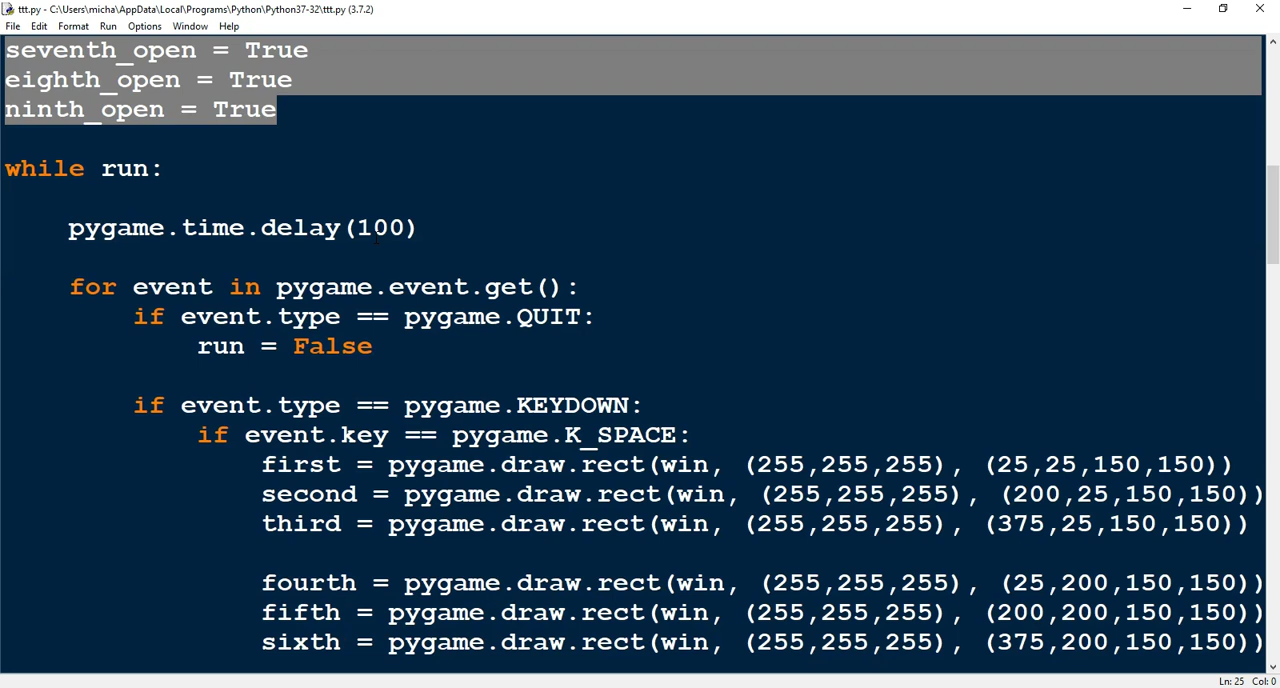 ttt.py - C:\Users\micha\AppData\Local\Programs\Python\Python37-32\ttt.py (3.7.2)
File Edit Format Run Options Window Help
seventh_open = True
eighth_open = True
ninth_open = True
while run:
    pygame.time.delay(100)
    for event in pygame.event.get():
        if event.type == pygame.QUIT:
            run = False
        if event.type == pygame.KEYDOWN:
            if event.key == pygame.K_SPACE:
                first = pygame.draw.rect(win, (255,255,255), (25,25,150,150))
                second = pygame.draw.rect(win, (255,255,255), (200,25,150,150))
                third = pygame.draw.rect(win, (255,255,255), (375,25,150,150))
                fourth = pygame.draw.rect(win, (255,255,255), (25,200,150,150))
                fifth = pygame.draw.rect(win, (255,255,255), (200,200,150,150))
                sixth = pygame.draw.rect(win, (255,255,255), (375,200,150,150))
Ln: 25 Col: 0